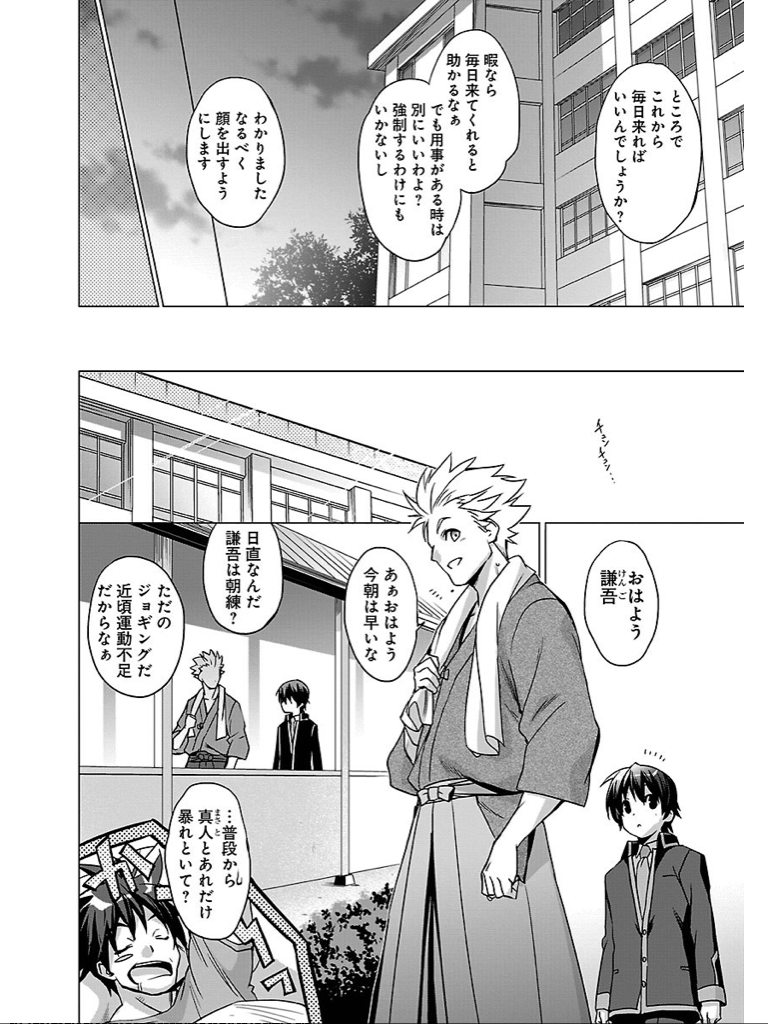 ところで
これから
毎日来れば
いいんでしょうか?
暇なら
毎日来てくれると
助かるなぁ
でも用事がある時は
別にいいわよ?
強制するわけにも
いかないし
わかりました
なるべく
顔を出すよう
にします
チュンチュン…
おはよう
謙吾
けんご
あぁおはよう
今朝は早いな
日直なんだ
謙吾は朝練?
ただの
ジョギングだ
近頃運動不足
だからなぁ
…普段から
真人とあれだけ
まさと
暴れといて?